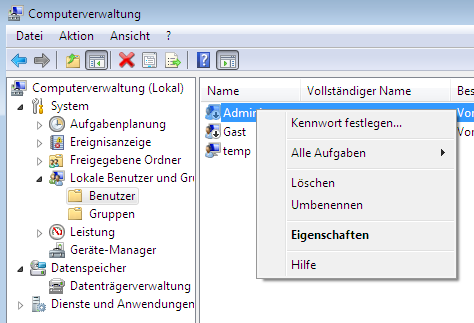 Computerverwaltung
Datei Aktion Ansicht ?
Computerverwaltung (Lokal)
System
Aufgabenplanung
Ereignisanzeige
Freigegebene Ordner
Lokale Benutzer und Gru
Benutzer
Gruppen
Leistung
Geräte-Manager
Datenspeicher
Datenträgerverwaltung
Dienste und Anwendungen
Name Vollständiger Name Bes
Admi Vor
Gast Vor
temp
Kennwort festlegen...
Alle Aufgaben
Löschen
Umbenennen
Eigenschaften
Hilfe